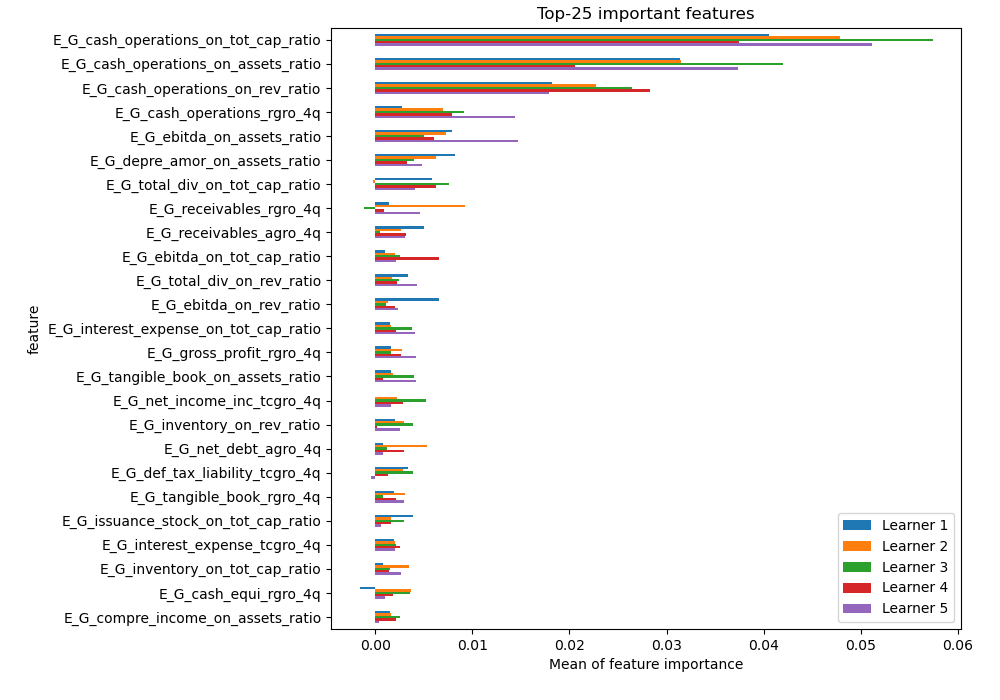 Top-25 important features
feature
E_G_cash_operations_on_tot_cap_ratio
E_G_cash_operations_on_assets_ratio
E_G_cash_operations_on_rev_ratio
E_G_cash_operations_rgro_4q
E_G_ebitda_on_assets_ratio
E_G_depre_amor_on_assets_ratio
E_G_total_div_on_tot_cap_ratio
E_G_receivables_rgro_4q
E_G_receivables_agro_4q
E_G_ebitda_on_tot_cap_ratio
E_G_total_div_on_rev_ratio
E_G_ebitda_on_rev_ratio
E_G_interest_expense_on_tot_cap_ratio
E_G_gross_profit_rgro_4q
E_G_tangible_book_on_assets_ratio
E_G_net_income_inc_tcgro_4q
E_G_inventory_on_rev_ratio
E_G_net_debt_agro_4q
E_G_def_tax_liability_tcgro_4q
E_G_tangible_book_rgro_4q
E_G_issuance_stock_on_tot_cap_ratio
E_G_interest_expense_tcgro_4q
E_G_inventory_on_tot_cap_ratio
E_G_cash_equi_rgro_4q
E_G_compre_income_on_assets_ratio
Learner 1
Learner 2
Learner 3
Learner 4
Learner 5
0.00 0.01 0.02 0.03 0.04 0.05 0.06
Mean of feature importance